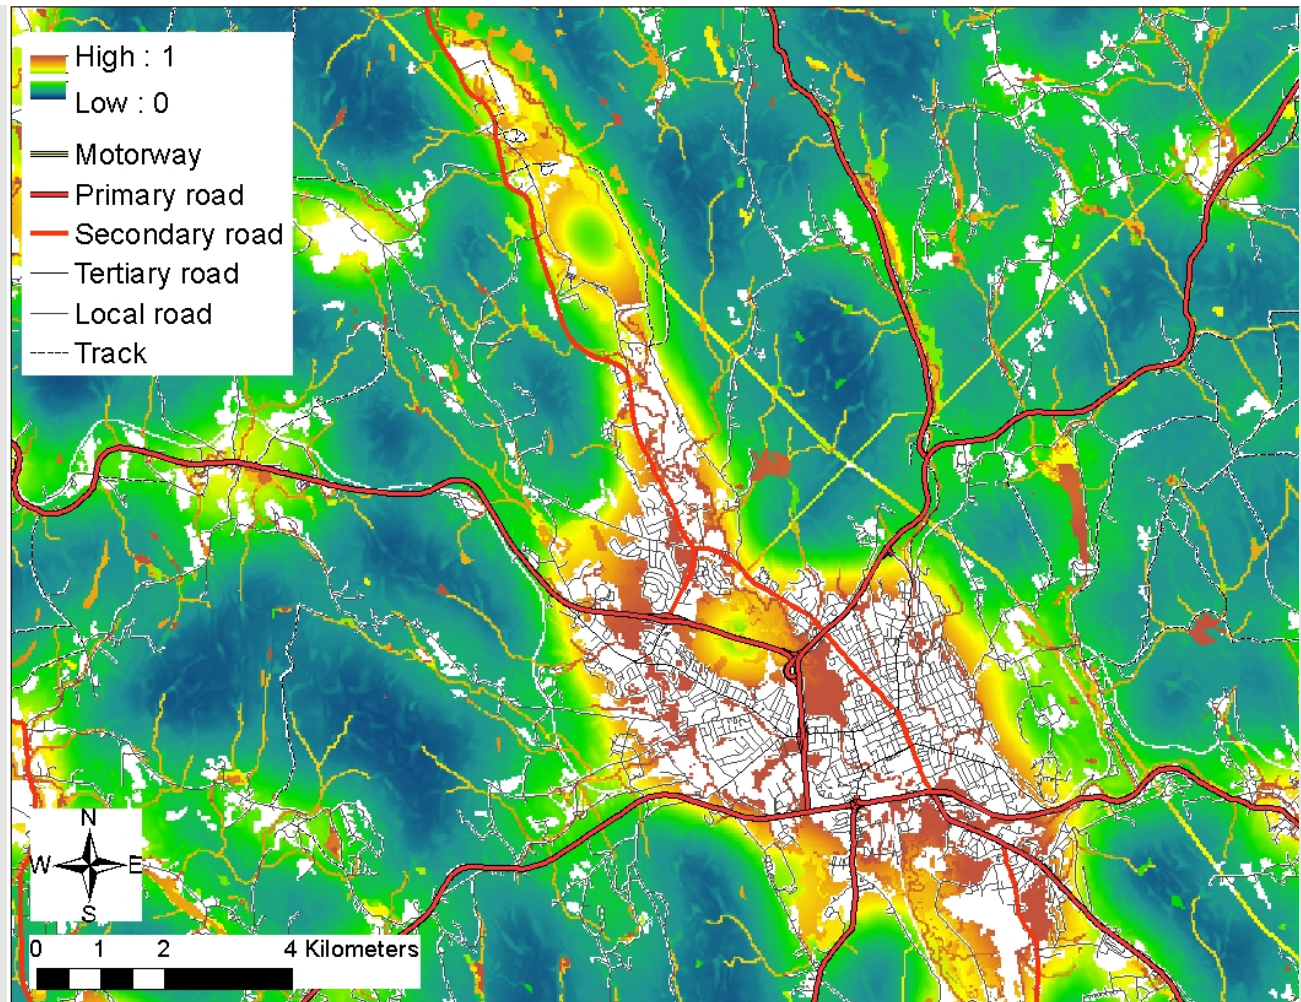 High : 1
Low : 0
Motorway
Primary road
Secondary road
Tertiary road
Local road
Track
N
W E
S
0 1 2 4 Kilometers